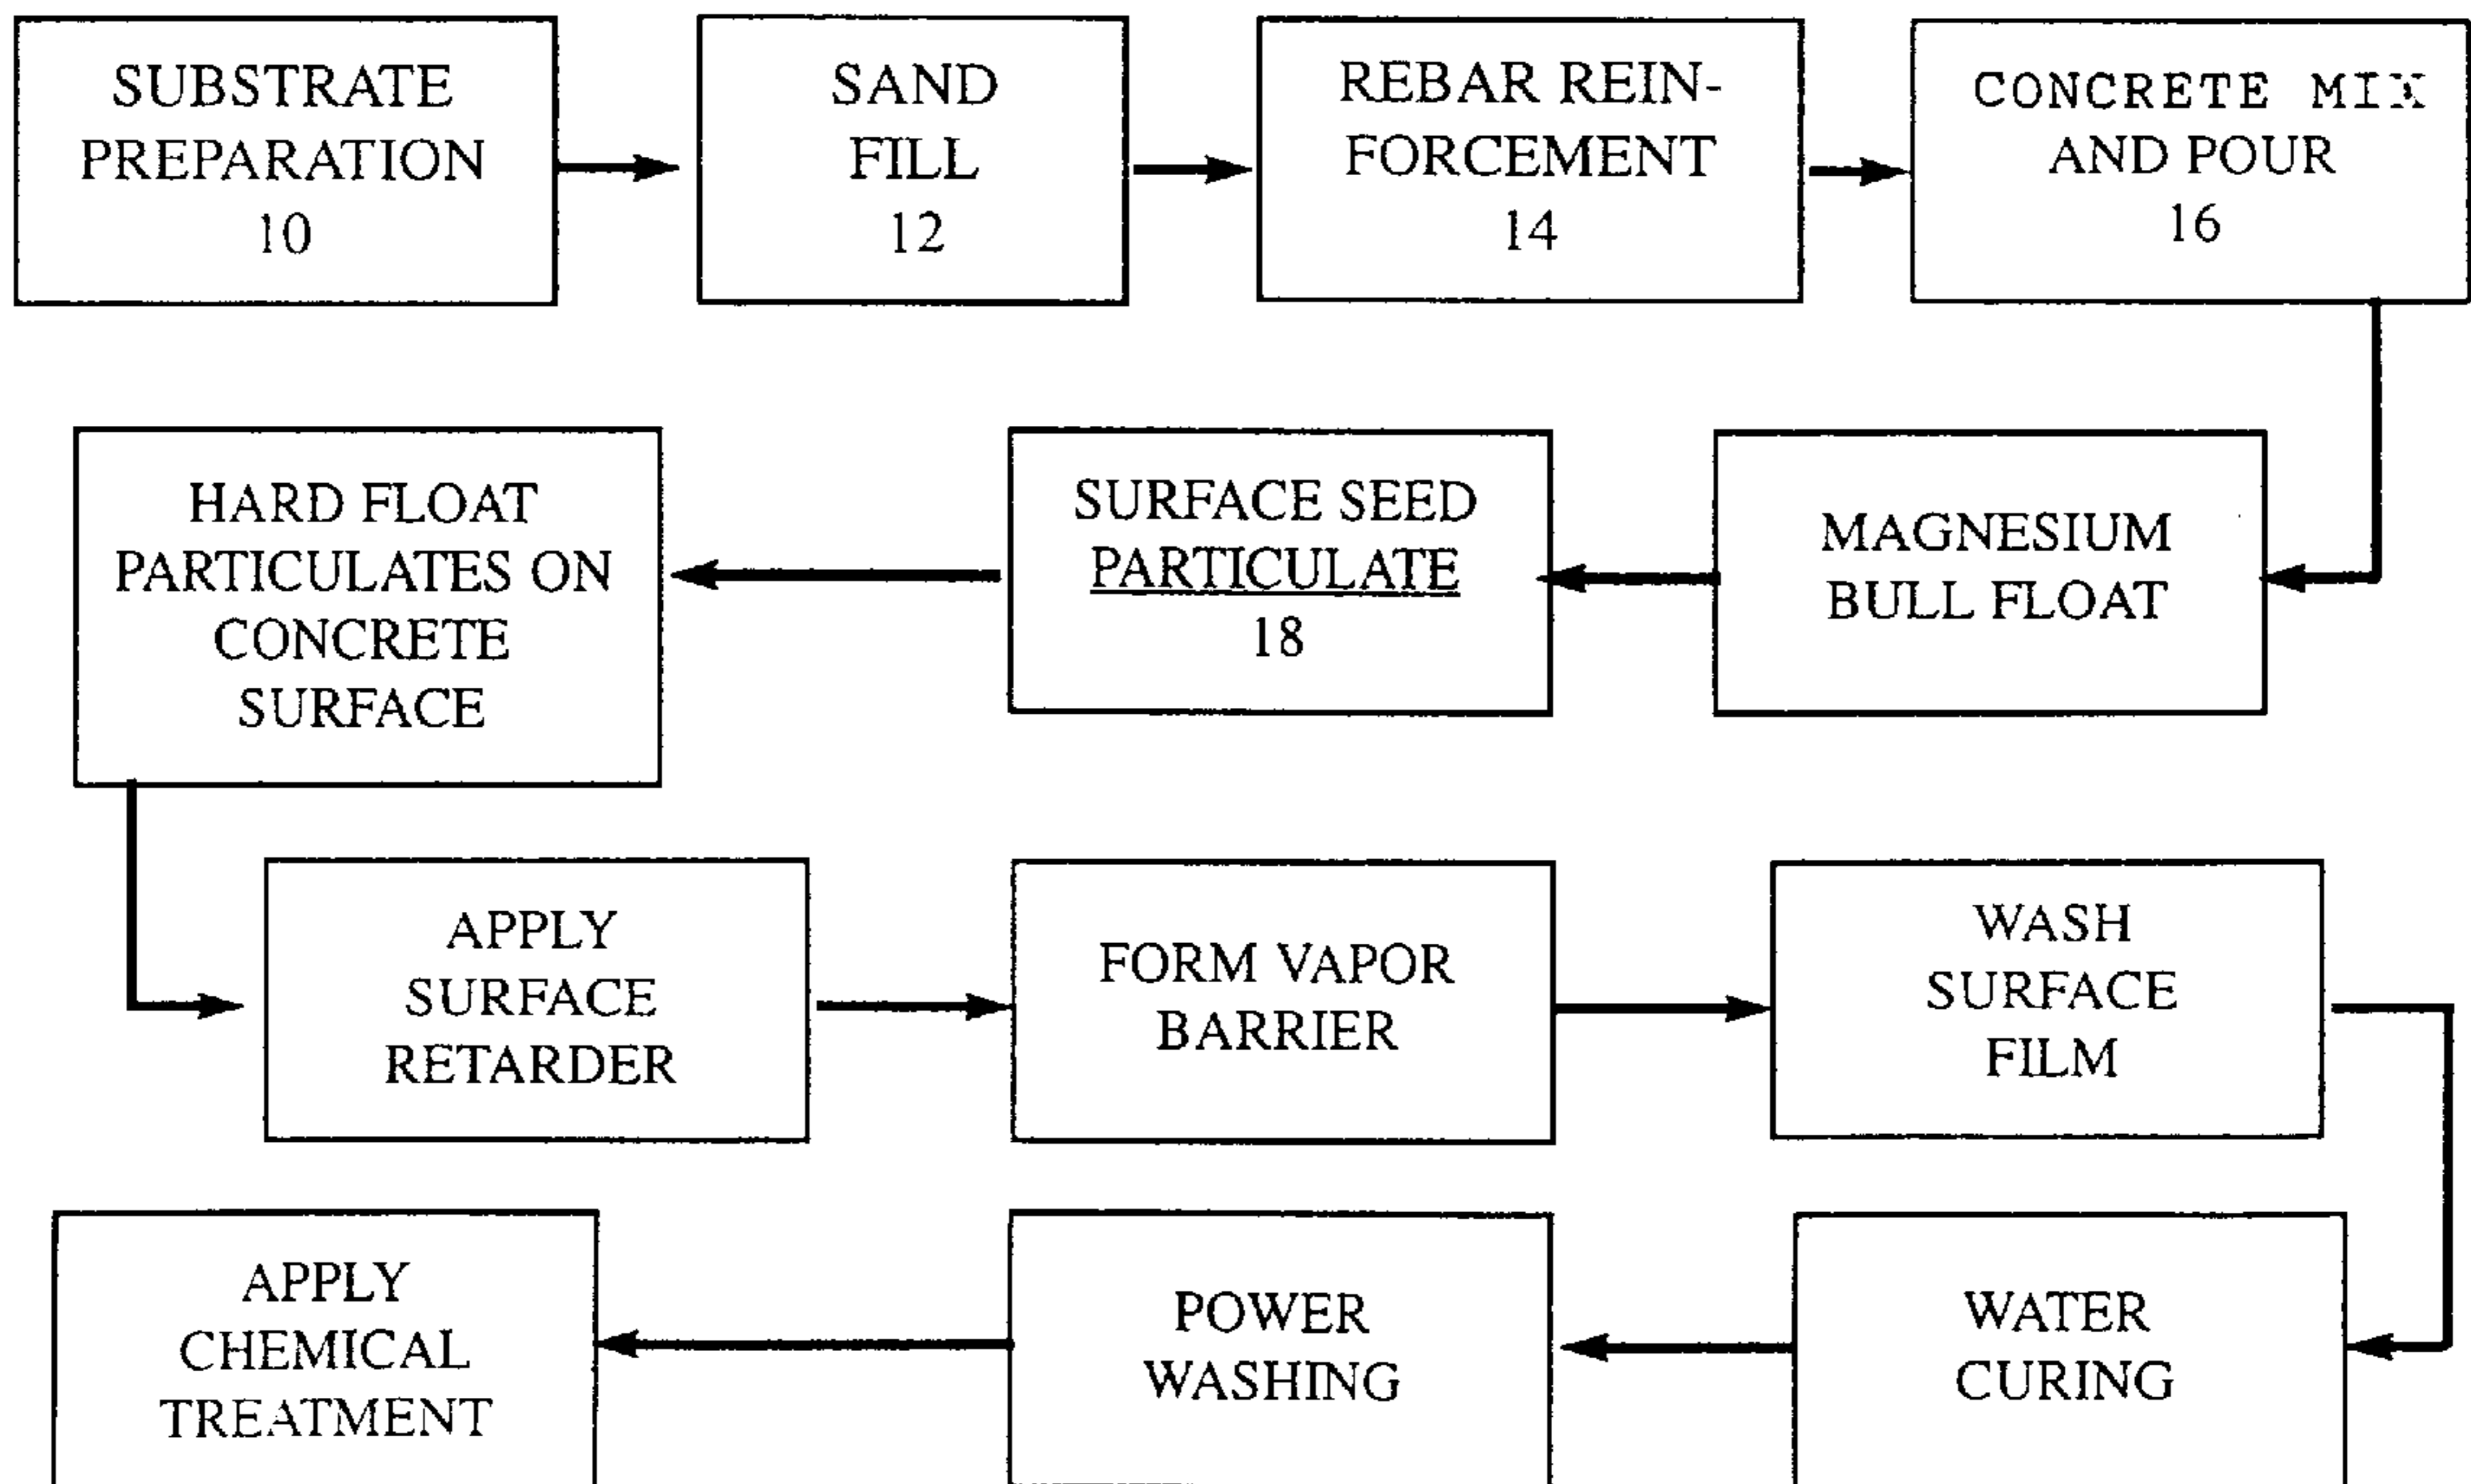 SUBSTRATE
PREPARATION
10
SAND
FILL
12
REBAR REIN-
FORCEMENT
14
CONCRETE MIX
AND POUR
16
MAGNESIUM
BULL FLOAT
SURFACE SEED
PARTICULATE
18
HARD FLOAT
PARTICULATES ON
CONCRETE
SURFACE
APPLY
SURFACE
RETARDER
FORM VAPOR
BARRIER
WASH
SURFACE
FILM
WATER
CURING
POWER
WASHING
APPLY
CHEMICAL
TREATMENT